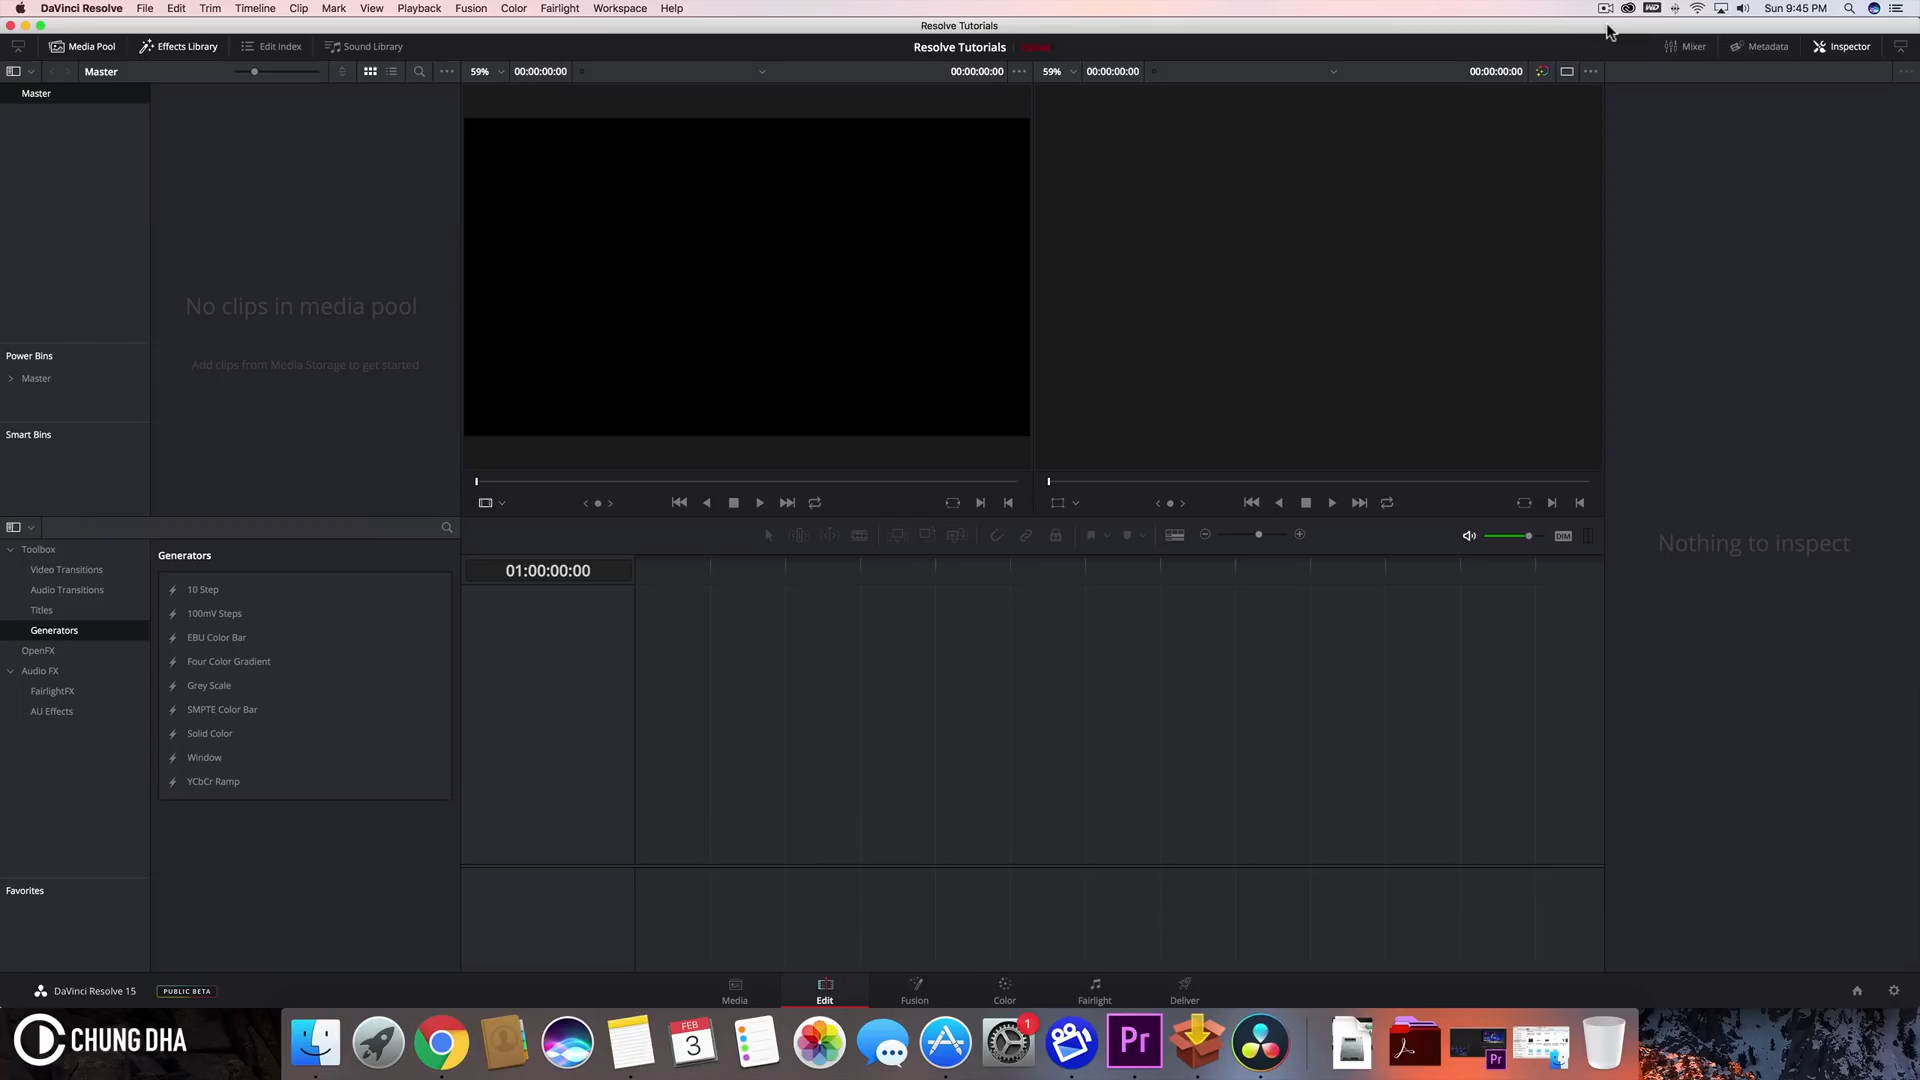 DaVinci Resolve File Edit Trim Timeline Clip Mark View Playback Fusion Color Fairlight Workspace Help WD Sun 9:45 PM
Resolve Tutorials
Media Pool Effects Library Edit Index Sound Library Resolve Tutorials Mixer Metadata Inspector
Master 59% 00:00:00:00 00:00:00:00 59% 00:00:00:00 00:00:00:00
Master
No clips in media pool
Add clips from Media Storage to get started
Power Bins
Master
Smart Bins
DIM
Nothing to inspect
Toolbox
Video Transitions
Audio Transitions
Titles
Generators
OpenFX
Audio FX
FairlightFX
AU Effects
Favorites
Generators
10 Step
100mV Steps
EBU Color Bar
Four Color Gradient
Grey Scale
SMPTE Color Bar
Solid Color
Window
YCbCr Ramp
01:00:00:00
DaVinci Resolve 15 PUBLIC BETA
Media Edit Fusion Color Fairlight Deliver
CHUNG DHA
FEB
3
1
Pr
Pr